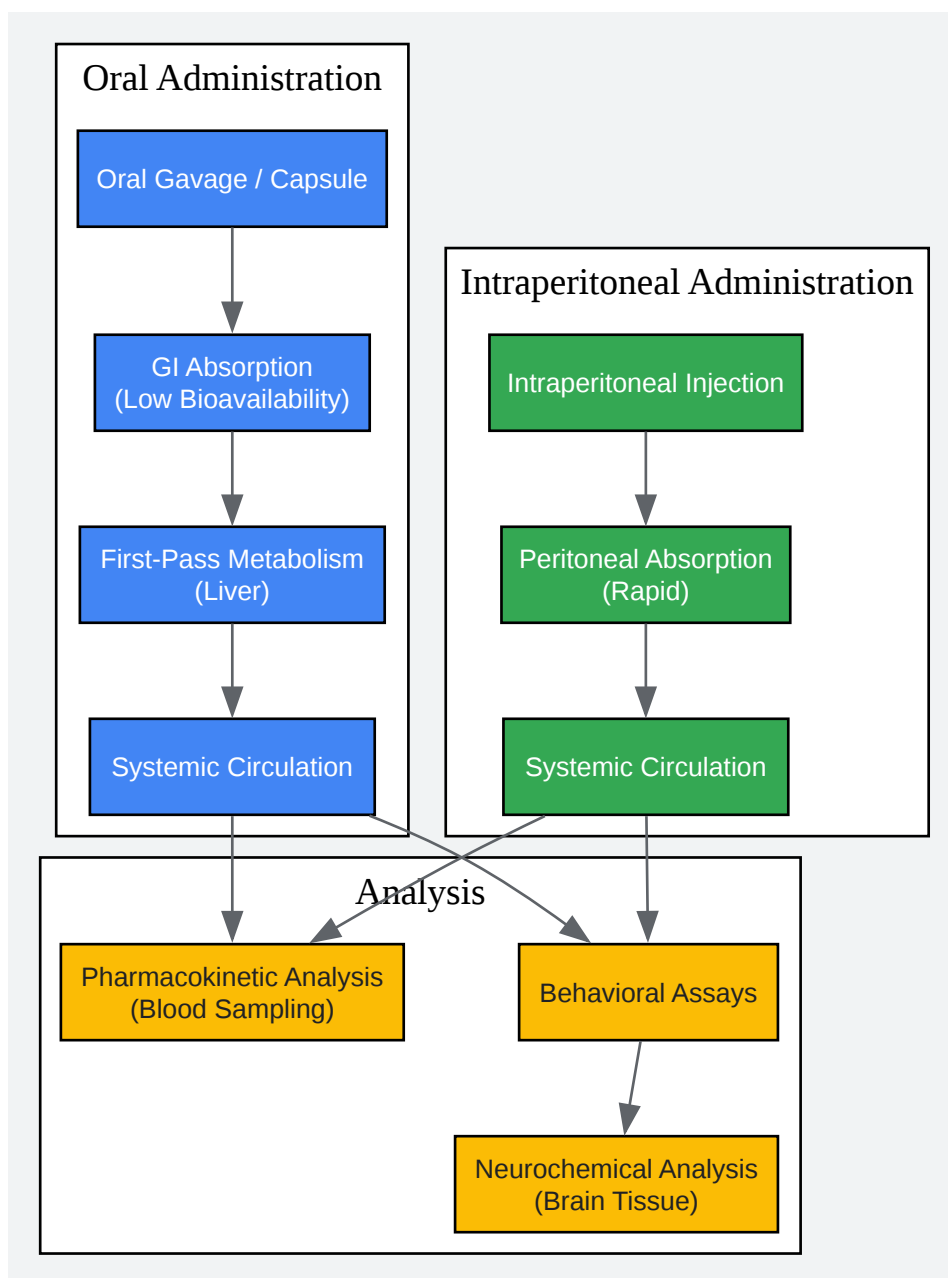 Oral Administration
Oral Gavage / Capsule
GI Absorption
(Low Bioavailability)
First-Pass Metabolism
(Liver)
Systemic Circulation
Intraperitoneal Administration
Intraperitoneal Injection
Peritoneal Absorption
(Rapid)
Systemic Circulation
Analysis
Pharmacokinetic Analysis
(Blood Sampling)
Behavioral Assays
Neurochemical Analysis
(Brain Tissue)